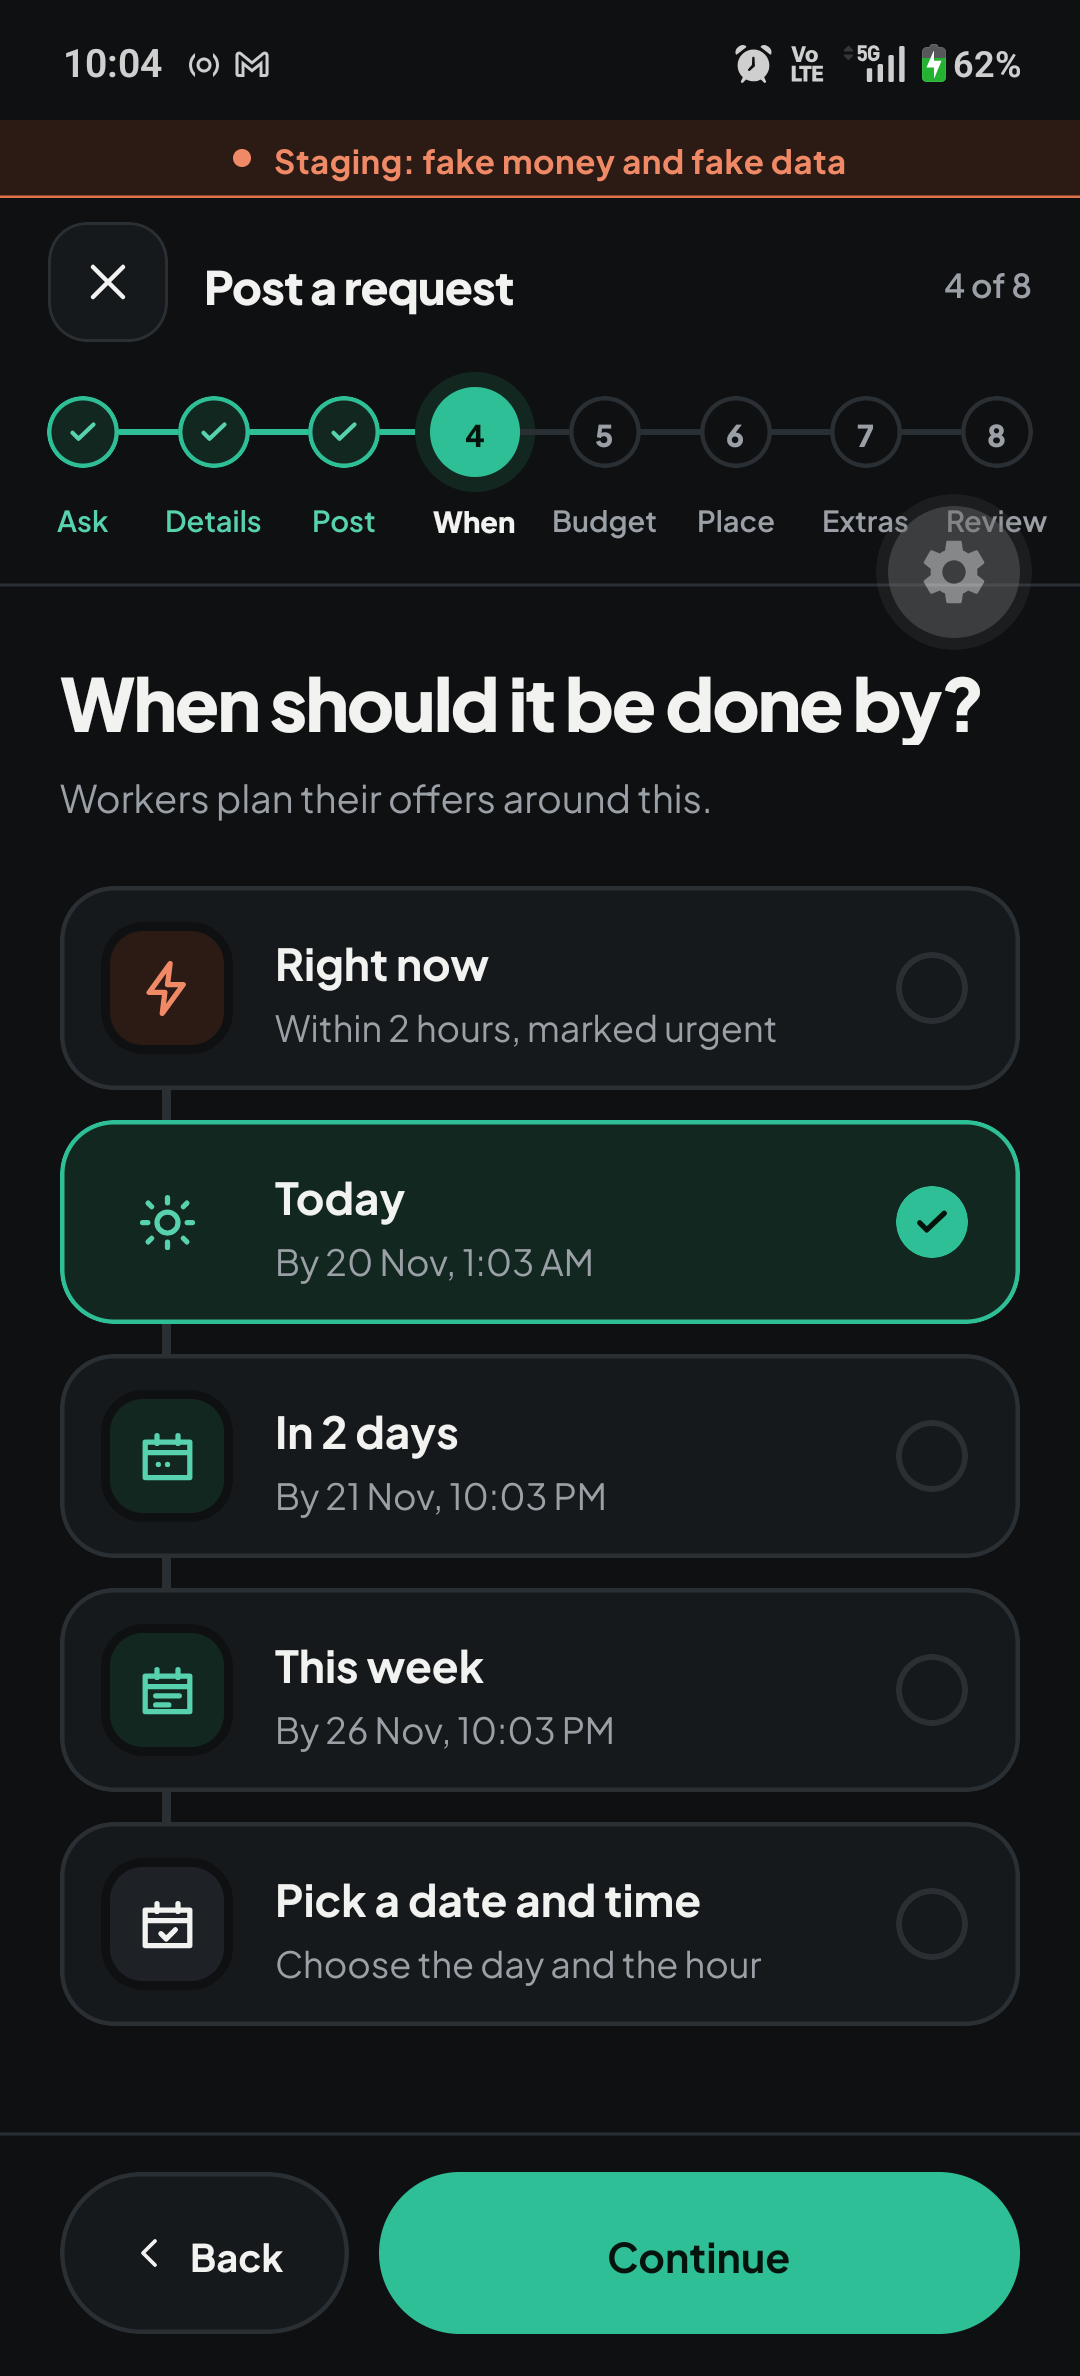 10:04
Vo LTE
5G
62%
Staging: fake money and fake data
Post a request
4 of 8
4
5
6
7
8
Ask
Details
Post
When
Budget
Place
Extras
Review
When should it be done by?
Workers plan their offers around this.
Right now
Within 2 hours, marked urgent
Today
By 20 Nov, 1:03 AM
In 2 days
By 21 Nov, 10:03 PM
This week
By 26 Nov, 10:03 PM
Pick a date and time
Choose the day and the hour
Back
Continue